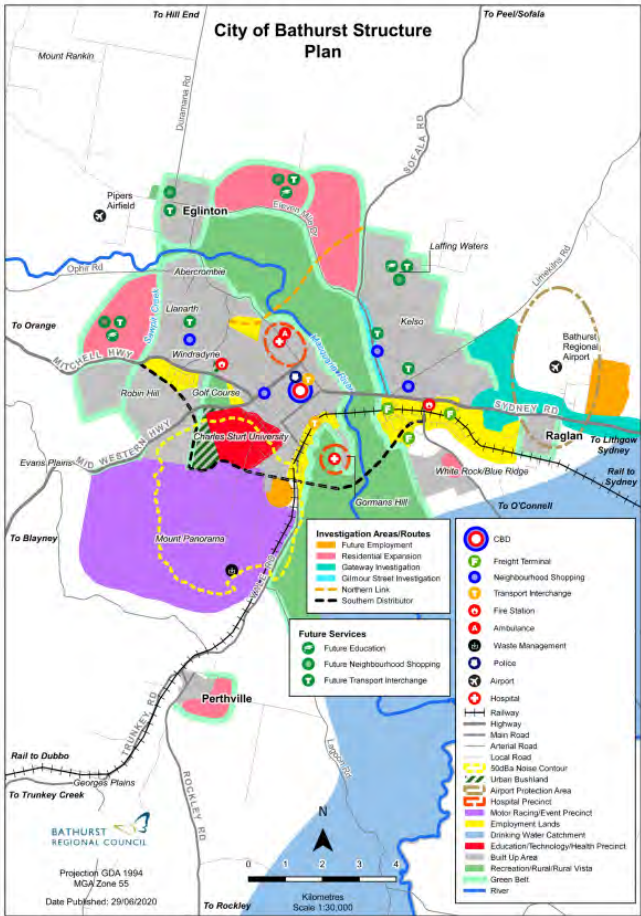 To Hill End
To Peel/Sofala
City of Bathurst Structure
Plan
Mount Rankin
Duramana Rd
SOFALA RD
Pipers
Airfield
Eglinton
Eleven Mile Dr
Laffing Waters
Limekilns Rd
Ophir Rd
Abercrombie
Sawpit Creek
Llanarth
Macquarie River
Kelso
To Orange
MITCHELL HWY
Windradyne
Bathurst
Regional
Airport
Robin Hill
Golf Course
SYDNEY RD
MID WESTERN HWY
Charles Sturt University
Raglan
To Lithgow
Sydney
Evans Plains
White Rock/Blue Ridge
Rail to
Sydney
Gormans Hill
To O'Connell
To Blayney
Mount Panorama
VALE RD
Investigation Areas/Routes
Future Employment
Residential Expansion
Gateway Investigation
Gilmour Street Investigation
Northern Link
Southern Distributor
Future Services
Future Education
Future Neighbourhood Shopping
Future Transport Interchange
CBD
Freight Terminal
Neighbourhood Shopping
Transport Interchange
Fire Station
Ambulance
Waste Management
Police
Airport
Hospital
Railway
Highway
Main Road
Arterial Road
Local Road
50dBa Noise Contour
Urban Bushland
Airport Protection Area
Hospital Precinct
Motor Racing/Event Precinct
Employment Lands
Drinking Water Catchment
Education/Technology/Health Precinct
Built Up Area
Recreation/Rural/Rural Vista
Green Belt
River
Perthville
TRUNKEY RD
Rail to Dubbo
Georges Plains
To Trunkey Creek
ROCKLEY RD
Lagoon Rd
BATHURST
REGIONAL COUNCIL
Projection GDA 1994
MGA Zone 55
Date Published: 29/06/2020
N
0 1 2 3 4
Kilometres
Scale 1:30,000
To Rockley